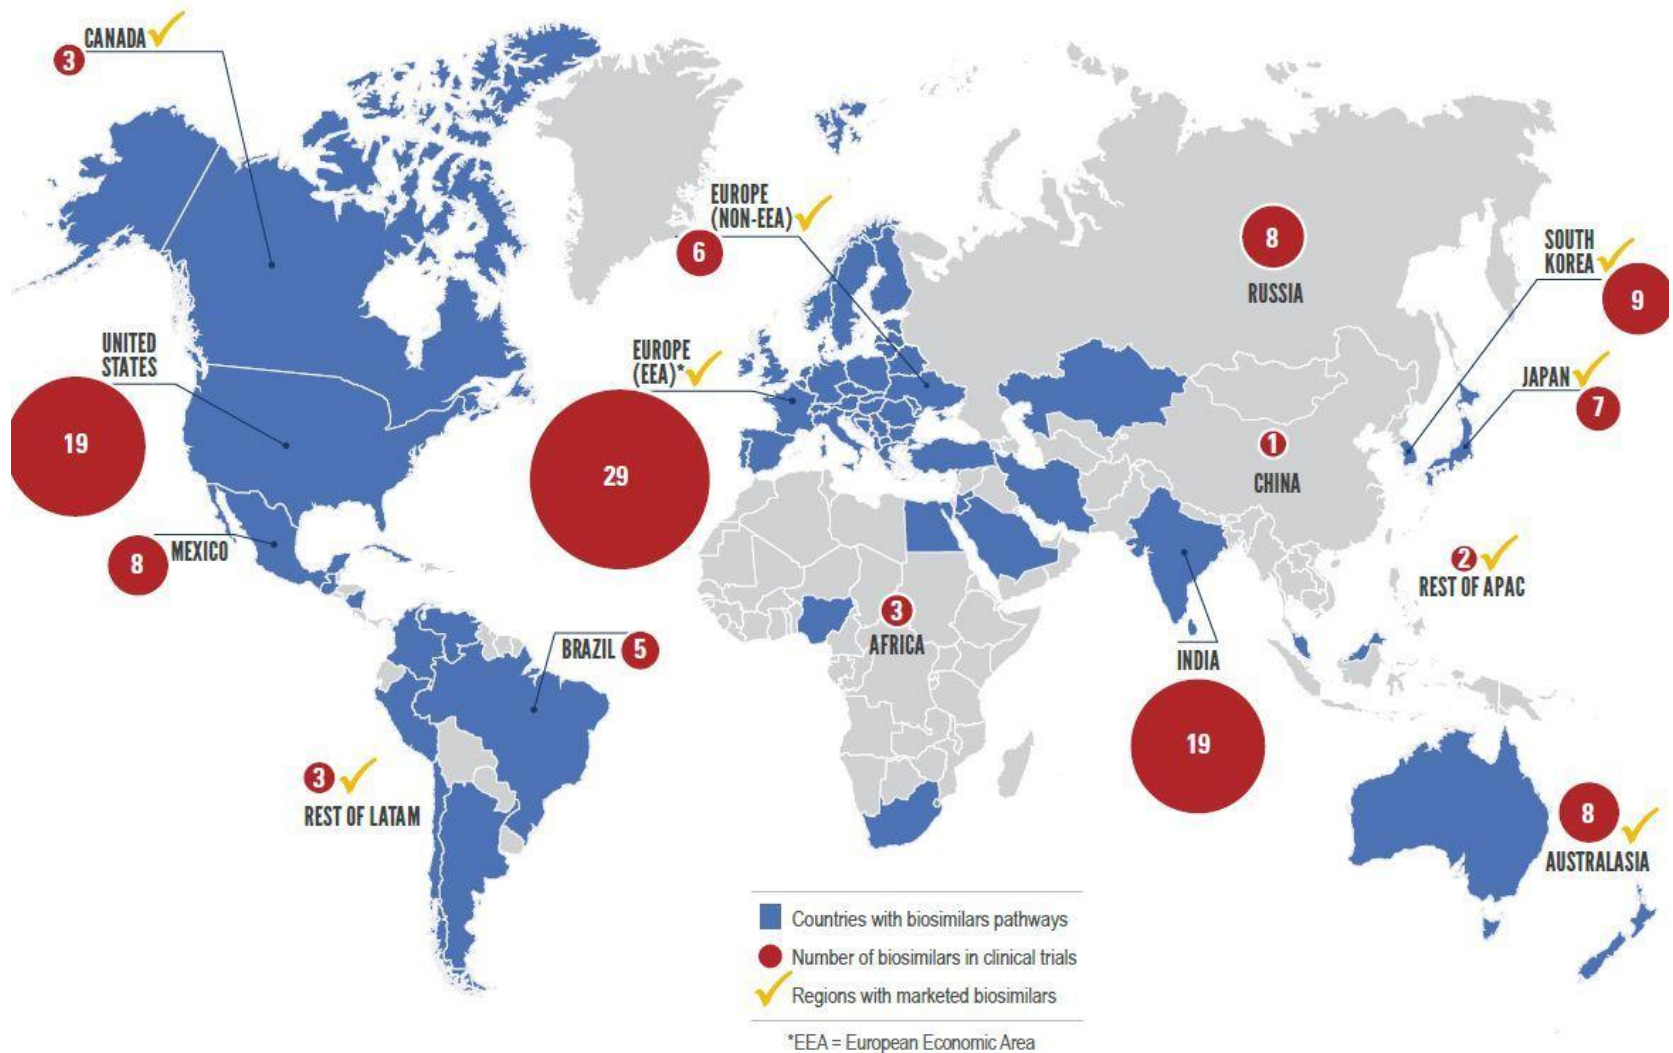 CANADA
3
EUROPE
(NON-EEA)
6
8
RUSSIA
SOUTH
KOREA
9
UNITED
STATES
19
EUROPE
(EEA)*
29
JAPAN
7
1
CHINA
8
MEXICO
2
REST OF APAC
3
AFRICA
BRAZIL
5
INDIA
19
3
REST OF LATAM
8
AUSTRALASIA
Countries with biosimilars pathways
Number of biosimilars in clinical trials
Regions with marketed biosimilars
*EEA = European Economic Area